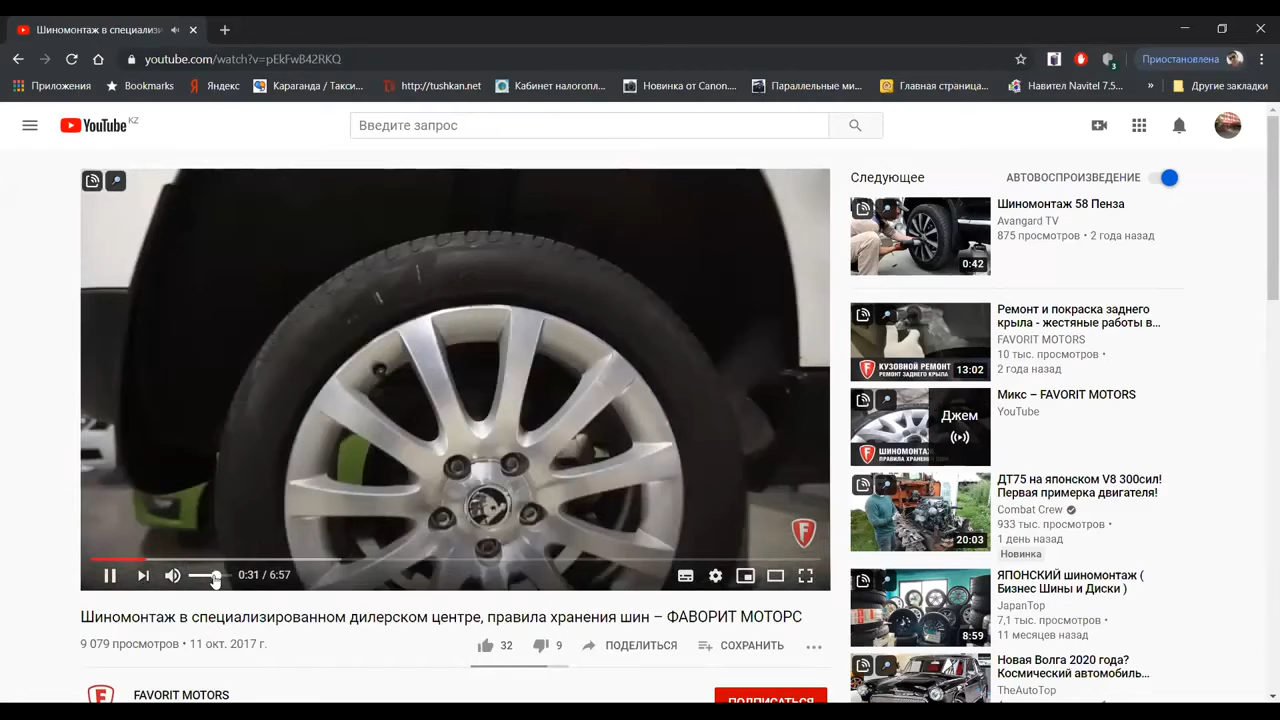 Шиномонтаж в специализи
youtube.com/watch?v=pEkFwB42RKQ
3
Приостановлена
Приложения
Bookmarks
Яндекс
Караганда / Такси...
http://tushkan.net
Кабинет налогопл...
Новинка от Canon....
Параллельные ми...
Главная страница...
Навител Navitel 7.5...
»
Другие закладки
YouTube KZ
Введите запрос
Следующее
АВТОВОСПРОИЗВЕДЕНИЕ
Шиномонтаж 58 Пенза
Avangard TV
875 просмотров • 2 года назад
0:42
Ремонт и покраска заднего
крыла - жестяные работы в...
FAVORIT MOTORS
10 тыс. просмотров •
2 года назад
КУЗОВНОЙ РЕМОНТ
РЕМОНТ ЗАДНЕГО КРЫЛА
13:02
Микс – FAVORIT MOTORS
YouTube
Джем
ШИНОМОНТАЖ
ПРАВИЛА ХРАНЕНИЯ
ДТ75 на японском V8 300сил!
Первая примерка двигателя!
Combat Crew
933 тыс. просмотров •
1 день назад
Новинка
20:03
ЯПОНСКИЙ шиномонтаж (
Бизнес Шины и Диски )
JapanTop
7,1 тыс. просмотров •
11 месяцев назад
8:59
Новая Волга 2020 года?
Космический автомобиль...
TheAutoTop
F
0:31 / 6:57
Шиномонтаж в специализированном дилерском центре, правила хранения шин – ФАВОРИТ МОТОРС
9 079 просмотров • 11 окт. 2017 г.
32
9
ПОДЕЛИТЬСЯ
СОХРАНИТЬ
FAVORIT MOTORS
ПОДПИСАТЬСЯ